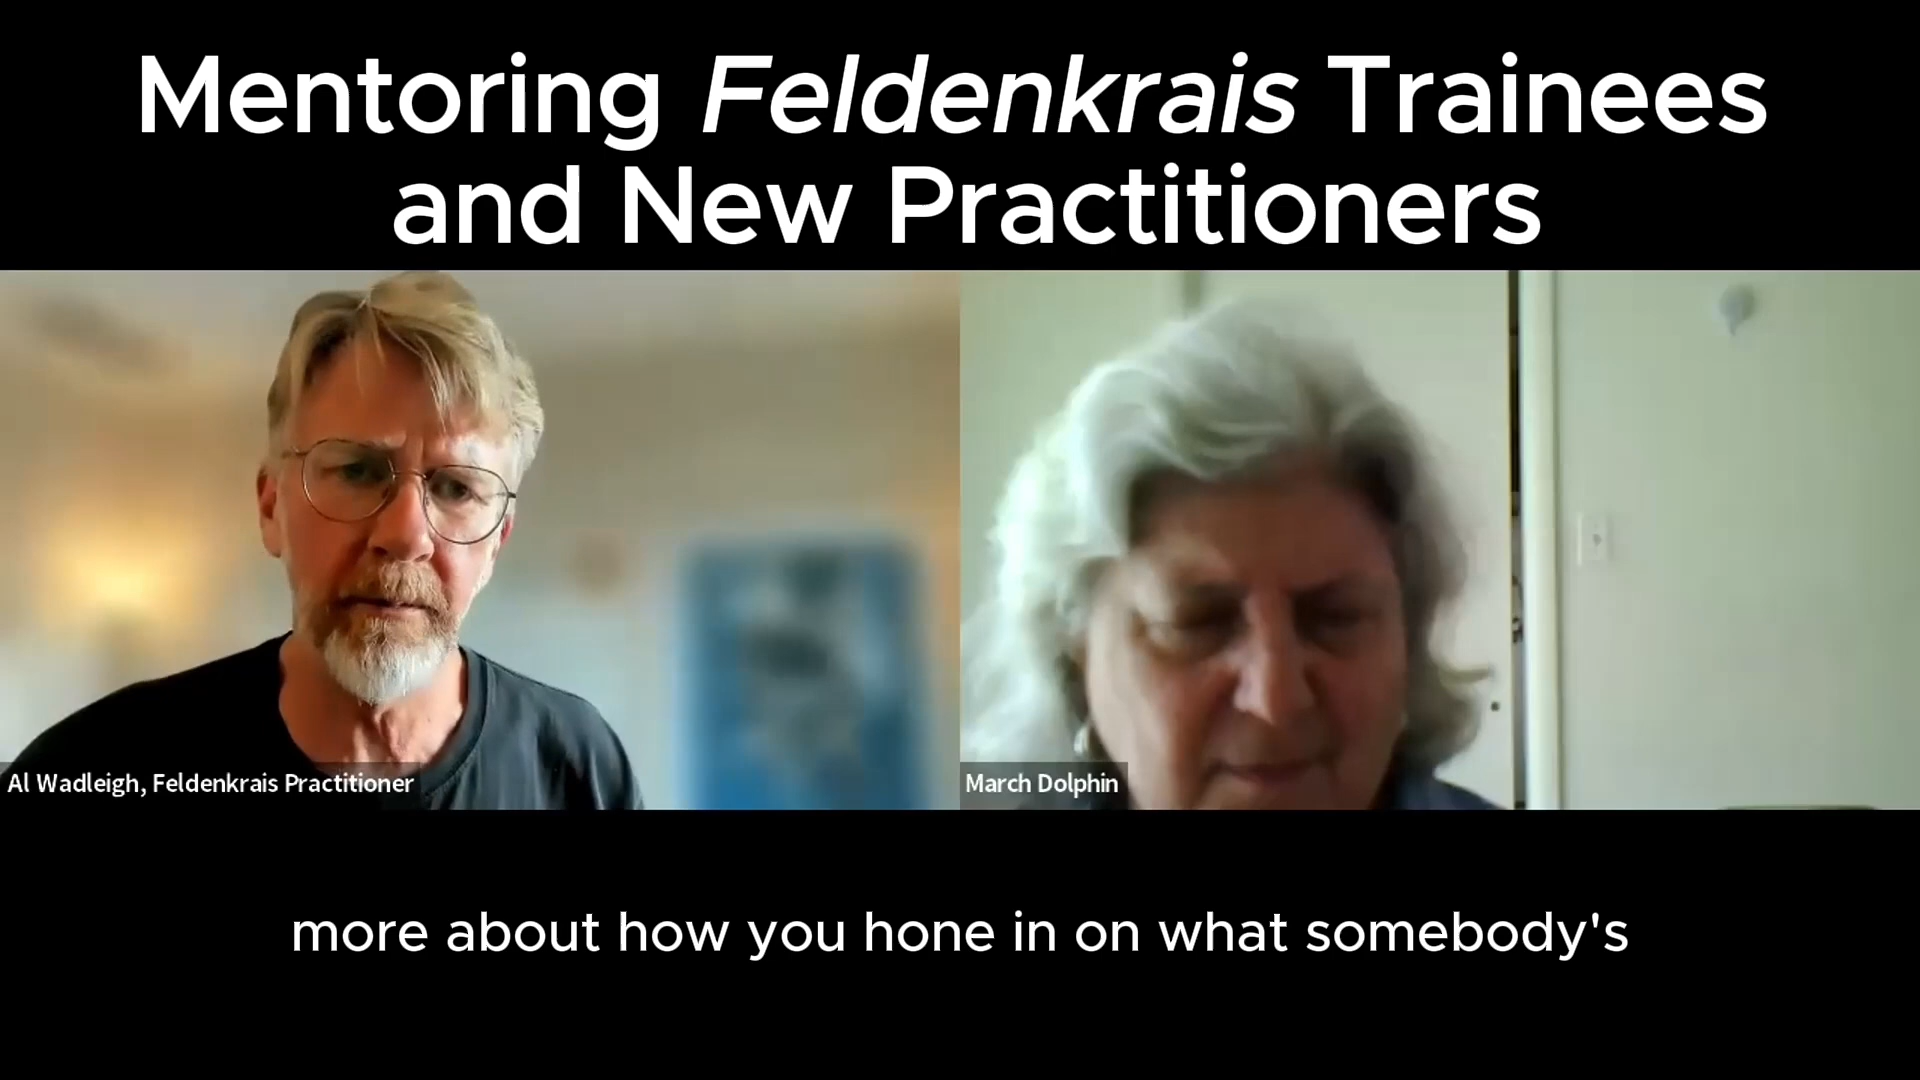 Mentoring Feldenkrais Trainees
and New Practitioners
Al Wadleigh, Feldenkrais Practitioner
March Dolphin
more about how you hone in on what somebody's